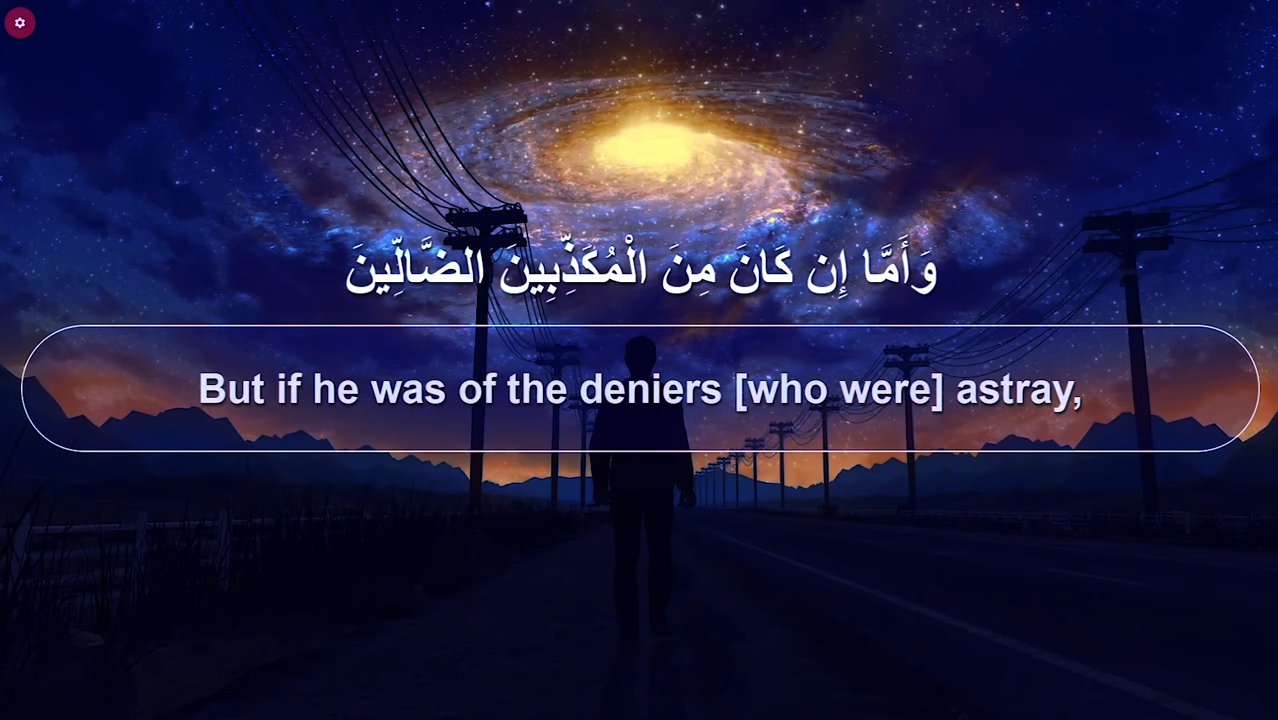 وَأَمَّا إِن كَانَ مِنَ الْمُكَذِّبِينَ الضَّالِّينَ
But if he was of the deniers [who were] astray,